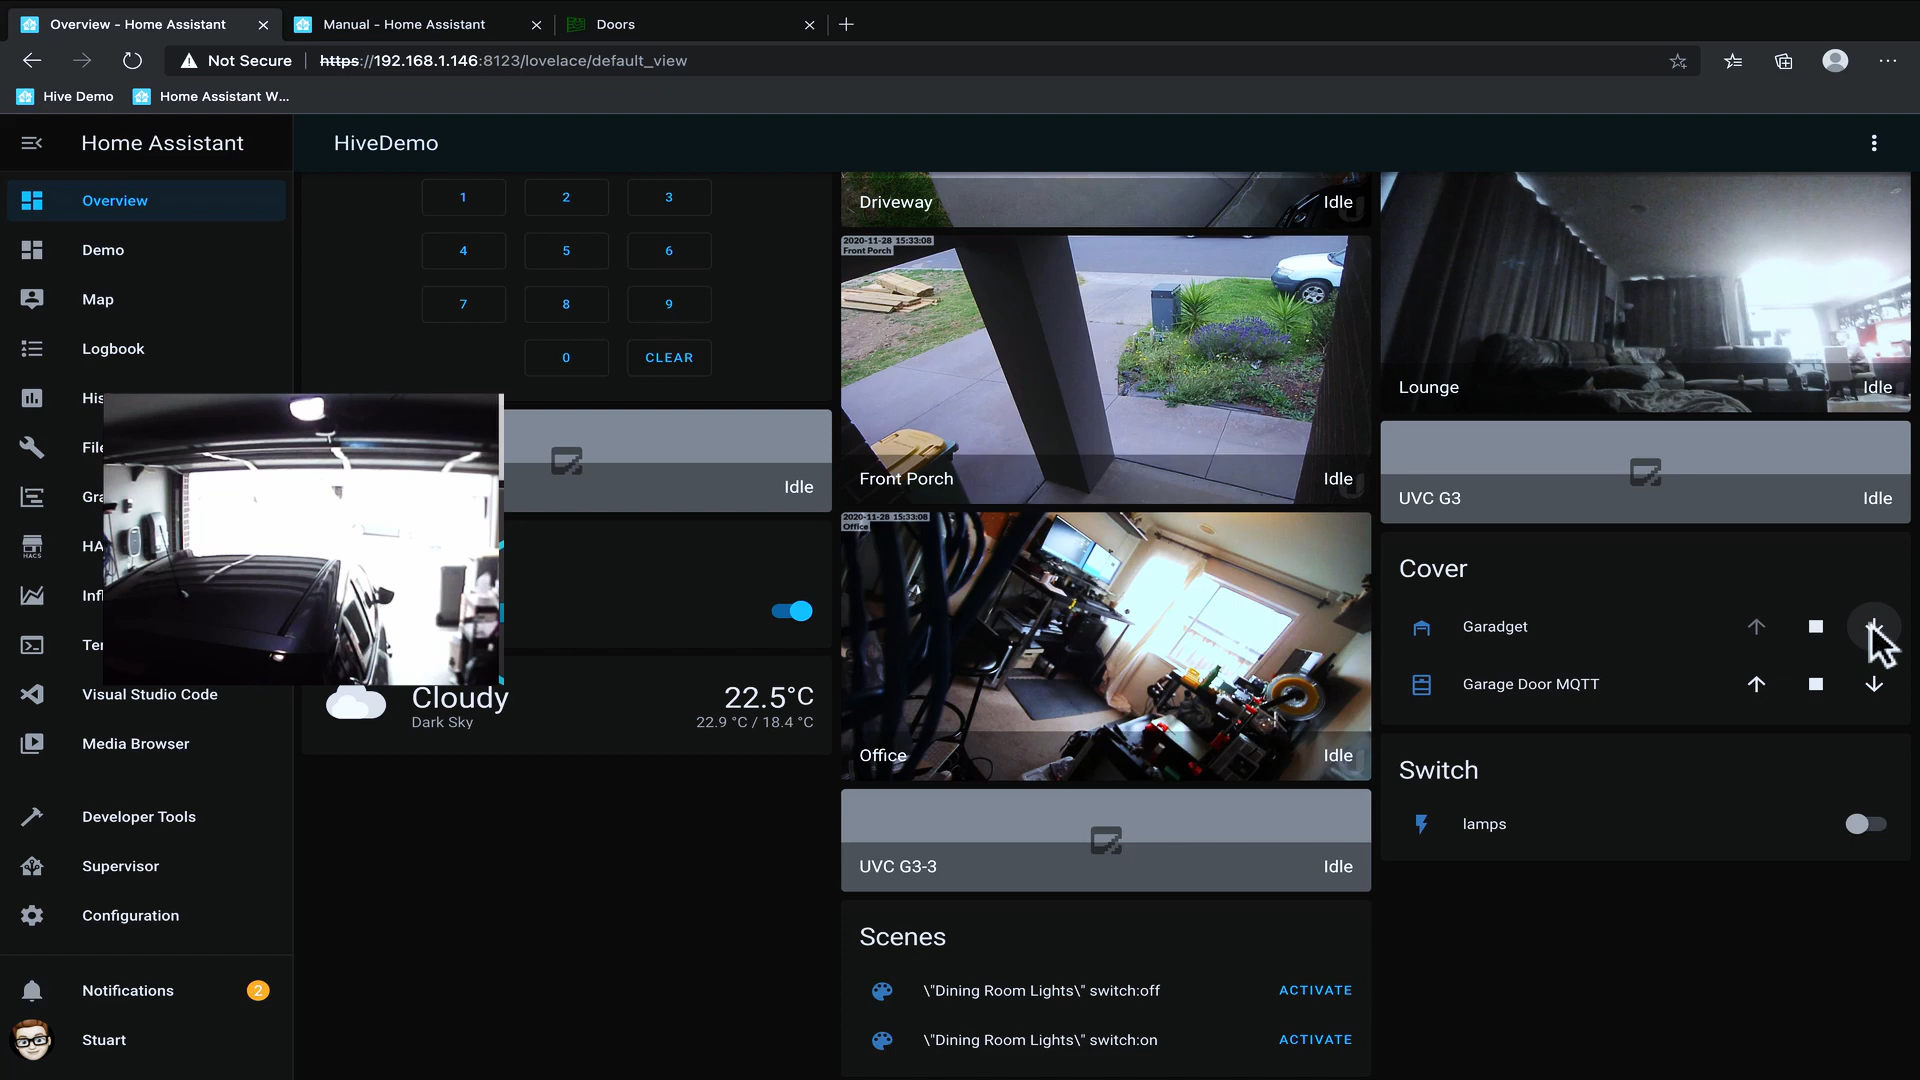 Overview - Home Assistant
Manual - Home Assistant
Doors
Not Secure
https://192.168.1.146:8123/lovelace/default_view
Hive Demo
Home Assistant W...
Home Assistant
HiveDemo
Overview
Demo
Map
Logbook
His
File
Gra
HACS
HA
Infl
Ter
Visual Studio Code
Media Browser
Developer Tools
Supervisor
Configuration
Notifications
2
Stuart
1
2
3
4
5
6
7
8
9
0
CLEAR
Idle
Cloudy
Dark Sky
22.5°C
22.9 °C / 18.4 °C
Driveway
Idle
2020-11-28 15:33:08
Front Porch
Front Porch
Idle
2020-11-28 15:33:08
Office
Office
Idle
UVC G3-3
Idle
Scenes
\"Dining Room Lights\" switch:off
ACTIVATE
\"Dining Room Lights\" switch:on
ACTIVATE
Lounge
Idle
UVC G3
Idle
Cover
Garadget
Garage Door MQTT
Switch
lamps